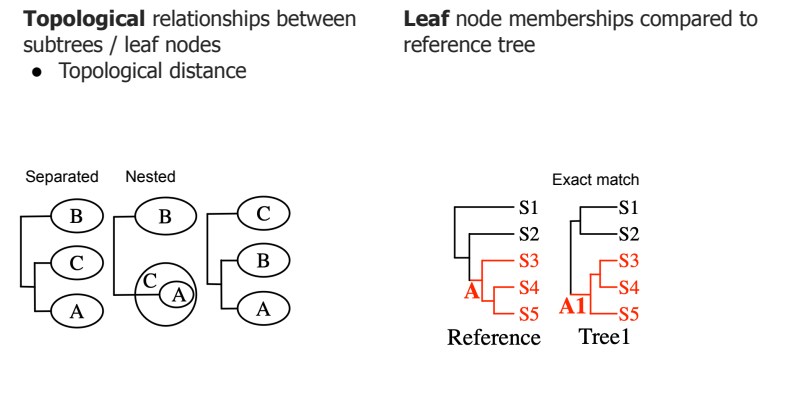 Topological relationships between
subtrees / leaf nodes
● Topological distance
Leaf node memberships compared to
reference tree
Separated
Nested
B
C
A
B
C
A
C
B
A
Exact match
S1
S2
S3
S4
S5
A
Reference
S1
S2
S3
S4
S5
A1
Tree1